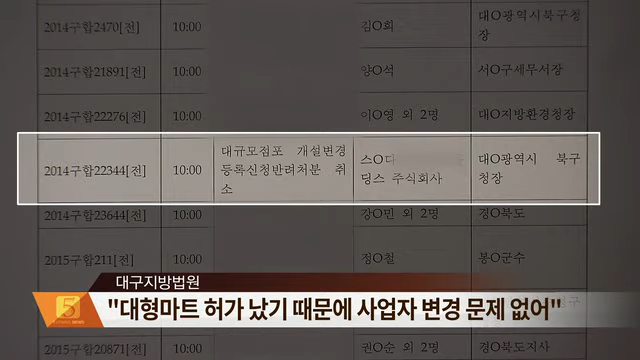 2014구합2470[전] 10:00 김O희 대O광역시북구청장
2014구합21891[전] 10:00 양O석 서O구세무서장
2014구합22276[전] 10:00 이O영 외 2명 대O지방환경청장
2014구합22344[전] 10:00 대규모점포 개설변경 등록신청반려처분 취소 스O다 딩스 주식회사 대O광역시 북구청장
2014구합23644[전] 10:00 강O민 외 2명 경O북도
2015구합211[전] 10:00 정O철 봉O군수
대구지방법원
5
"대형마트 허가 났기 때문에 사업자 변경 문제 없어"
2015구합20871[전] 10:00 권O순 외 2명 경O북도지사